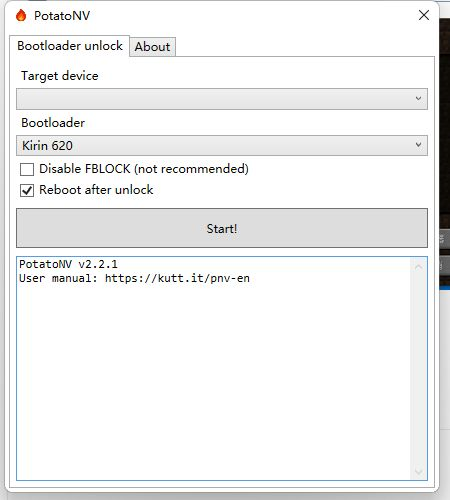 PotatoNV
Bootloader unlock
About
Target device
Bootloader
Kirin 620
Disable FBLOCK (not recommended)
Reboot after unlock
Start!
PotatoNV v2.2.1
User manual: https://kutt.it/pnv-en